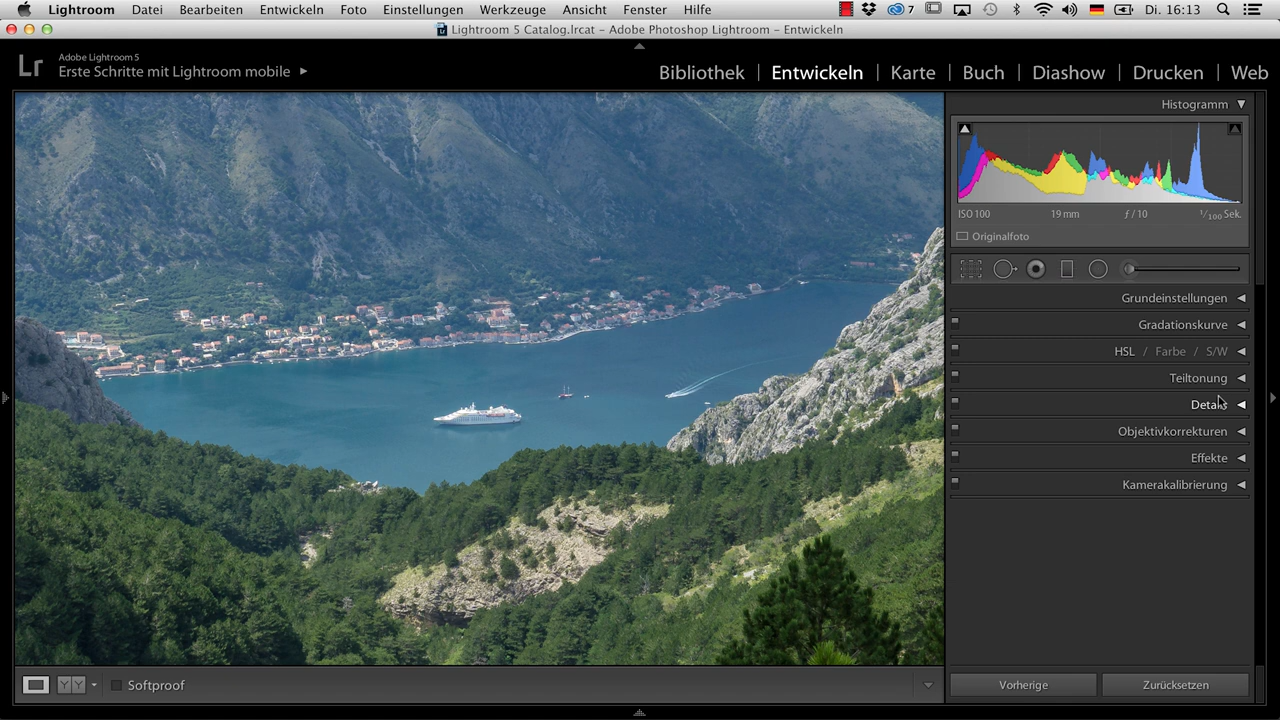 Lightroom Datei Bearbeiten Entwickeln Foto Einstellungen Werkzeuge Ansicht Fenster Hilfe 7 Di. 16:13
Lightroom 5 Catalog.lrcat – Adobe Photoshop Lightroom – Entwickeln
Lr
Adobe Lightroom 5
Erste Schritte mit Lightroom mobile
Bibliothek Entwickeln Karte Buch Diashow Drucken Web
Histogramm
ISO 100 19 mm ƒ / 10 1/100 Sek.
Originalfoto
Grundeinstellungen
Gradationskurve
HSL / Farbe / S/W
Teiltonung
Details
Objektivkorrekturen
Effekte
Kamerakalibrierung
Y Y Softproof
Vorherige Zurücksetzen